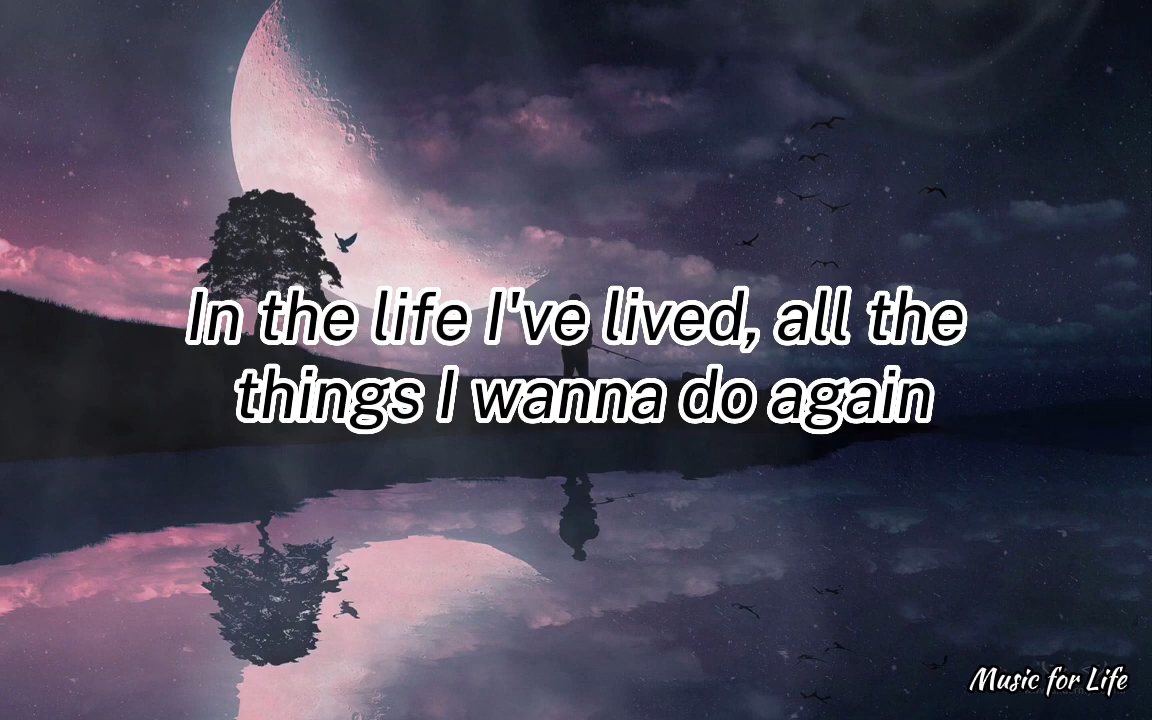 In the life I've lived, all the
things I wanna do again
Music for Life